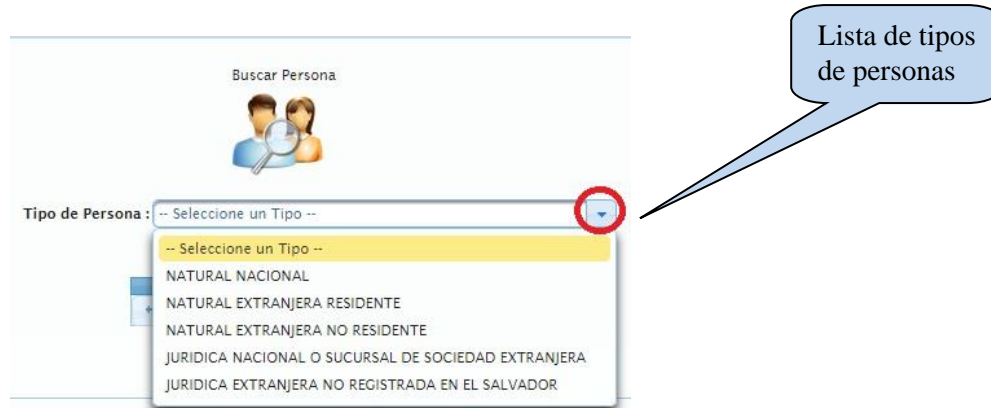 Lista de tipos
de personas
Buscar Persona
Tipo de Persona : -- Seleccione un Tipo --
-- Seleccione un Tipo --
NATURAL NACIONAL
NATURAL EXTRANJERA RESIDENTE
NATURAL EXTRANJERA NO RESIDENTE
JURIDICA NACIONAL O SUCURSAL DE SOCIEDAD EXTRANJERA
JURIDICA EXTRANJERA NO REGISTRADA EN EL SALVADOR